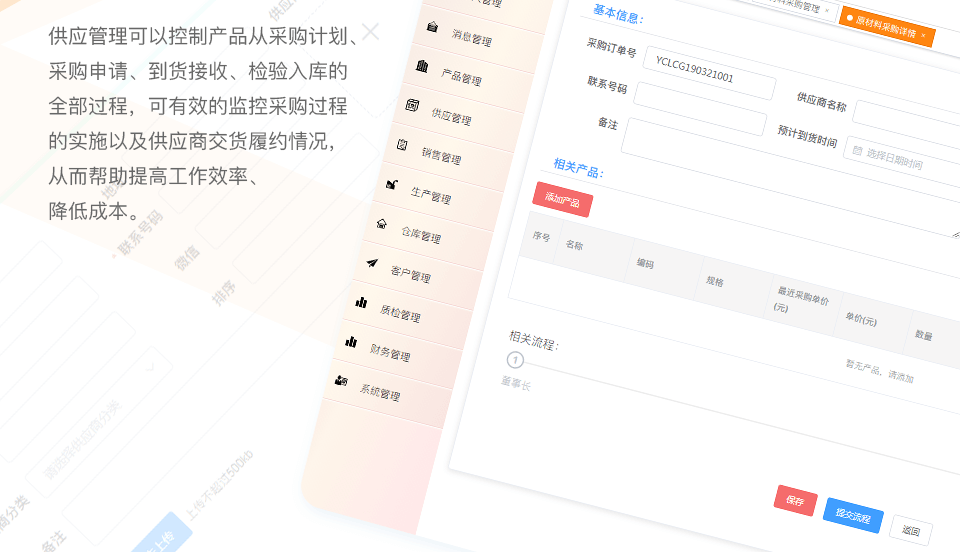 供应管理可以控制产品从采购计划、
采购申请、到货接收、检验入库的
全部过程，可有效的监控采购过程
的实施以及供应商交货履约情况，
从而帮助提高工作效率、
降低成本。
消息管理
产品管理
供应管理
销售管理
生产管理
仓库管理
客户管理
质检管理
财务管理
系统管理
原材料采购详情 ×
基本信息：
采购订单号 YCLCG190321001
供应商名称
联系号码
预计到货时间 选择日期时间
备注
相关产品：
添加产品
序号 名称 编码 规格 最近采购单价(元) 单价(元) 数量
暂无产品，请添加
相关流程：
1
董事长
保存 提交流程 返回
联系号码
微信
排序
请选择供应商分类
商分类
备注
上传不超过500kb